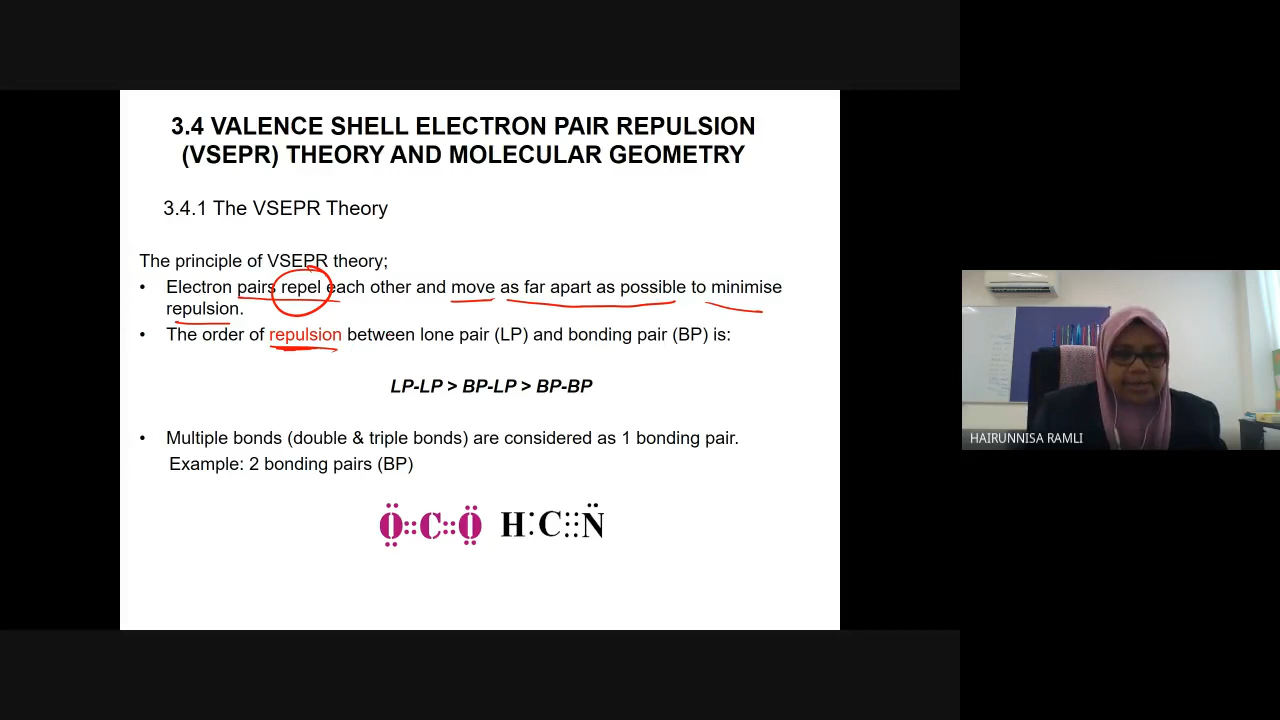 3.4 VALENCE SHELL ELECTRON PAIR REPULSION
(VSEPR) THEORY AND MOLECULAR GEOMETRY
3.4.1 The VSEPR Theory
The principle of VSEPR theory;
• Electron pairs repel each other and move as far apart as possible to minimise
repulsion.
• The order of repulsion between lone pair (LP) and bonding pair (BP) is:
LP-LP > BP-LP > BP-BP
• Multiple bonds (double & triple bonds) are considered as 1 bonding pair.
Example: 2 bonding pairs (BP)
O::C::O H:C:::N
HAIRUNNISA RAMLI